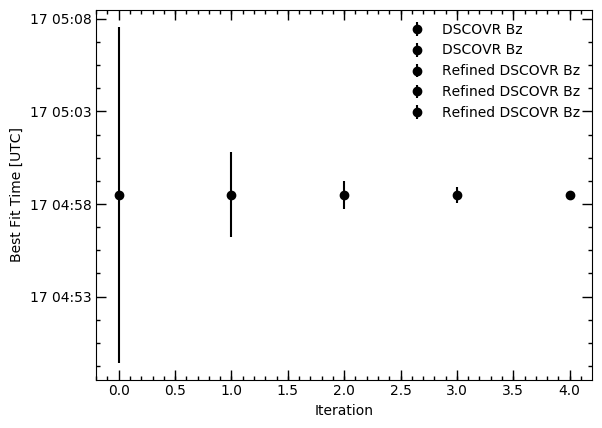 17 05:08
17 05:03
17 04:58
17 04:53
Best Fit Time [UTC]
DSCOVR Bz
DSCOVR Bz
Refined DSCOVR Bz
Refined DSCOVR Bz
Refined DSCOVR Bz
0.0 0.5 1.0 1.5 2.0 2.5 3.0 3.5 4.0
Iteration